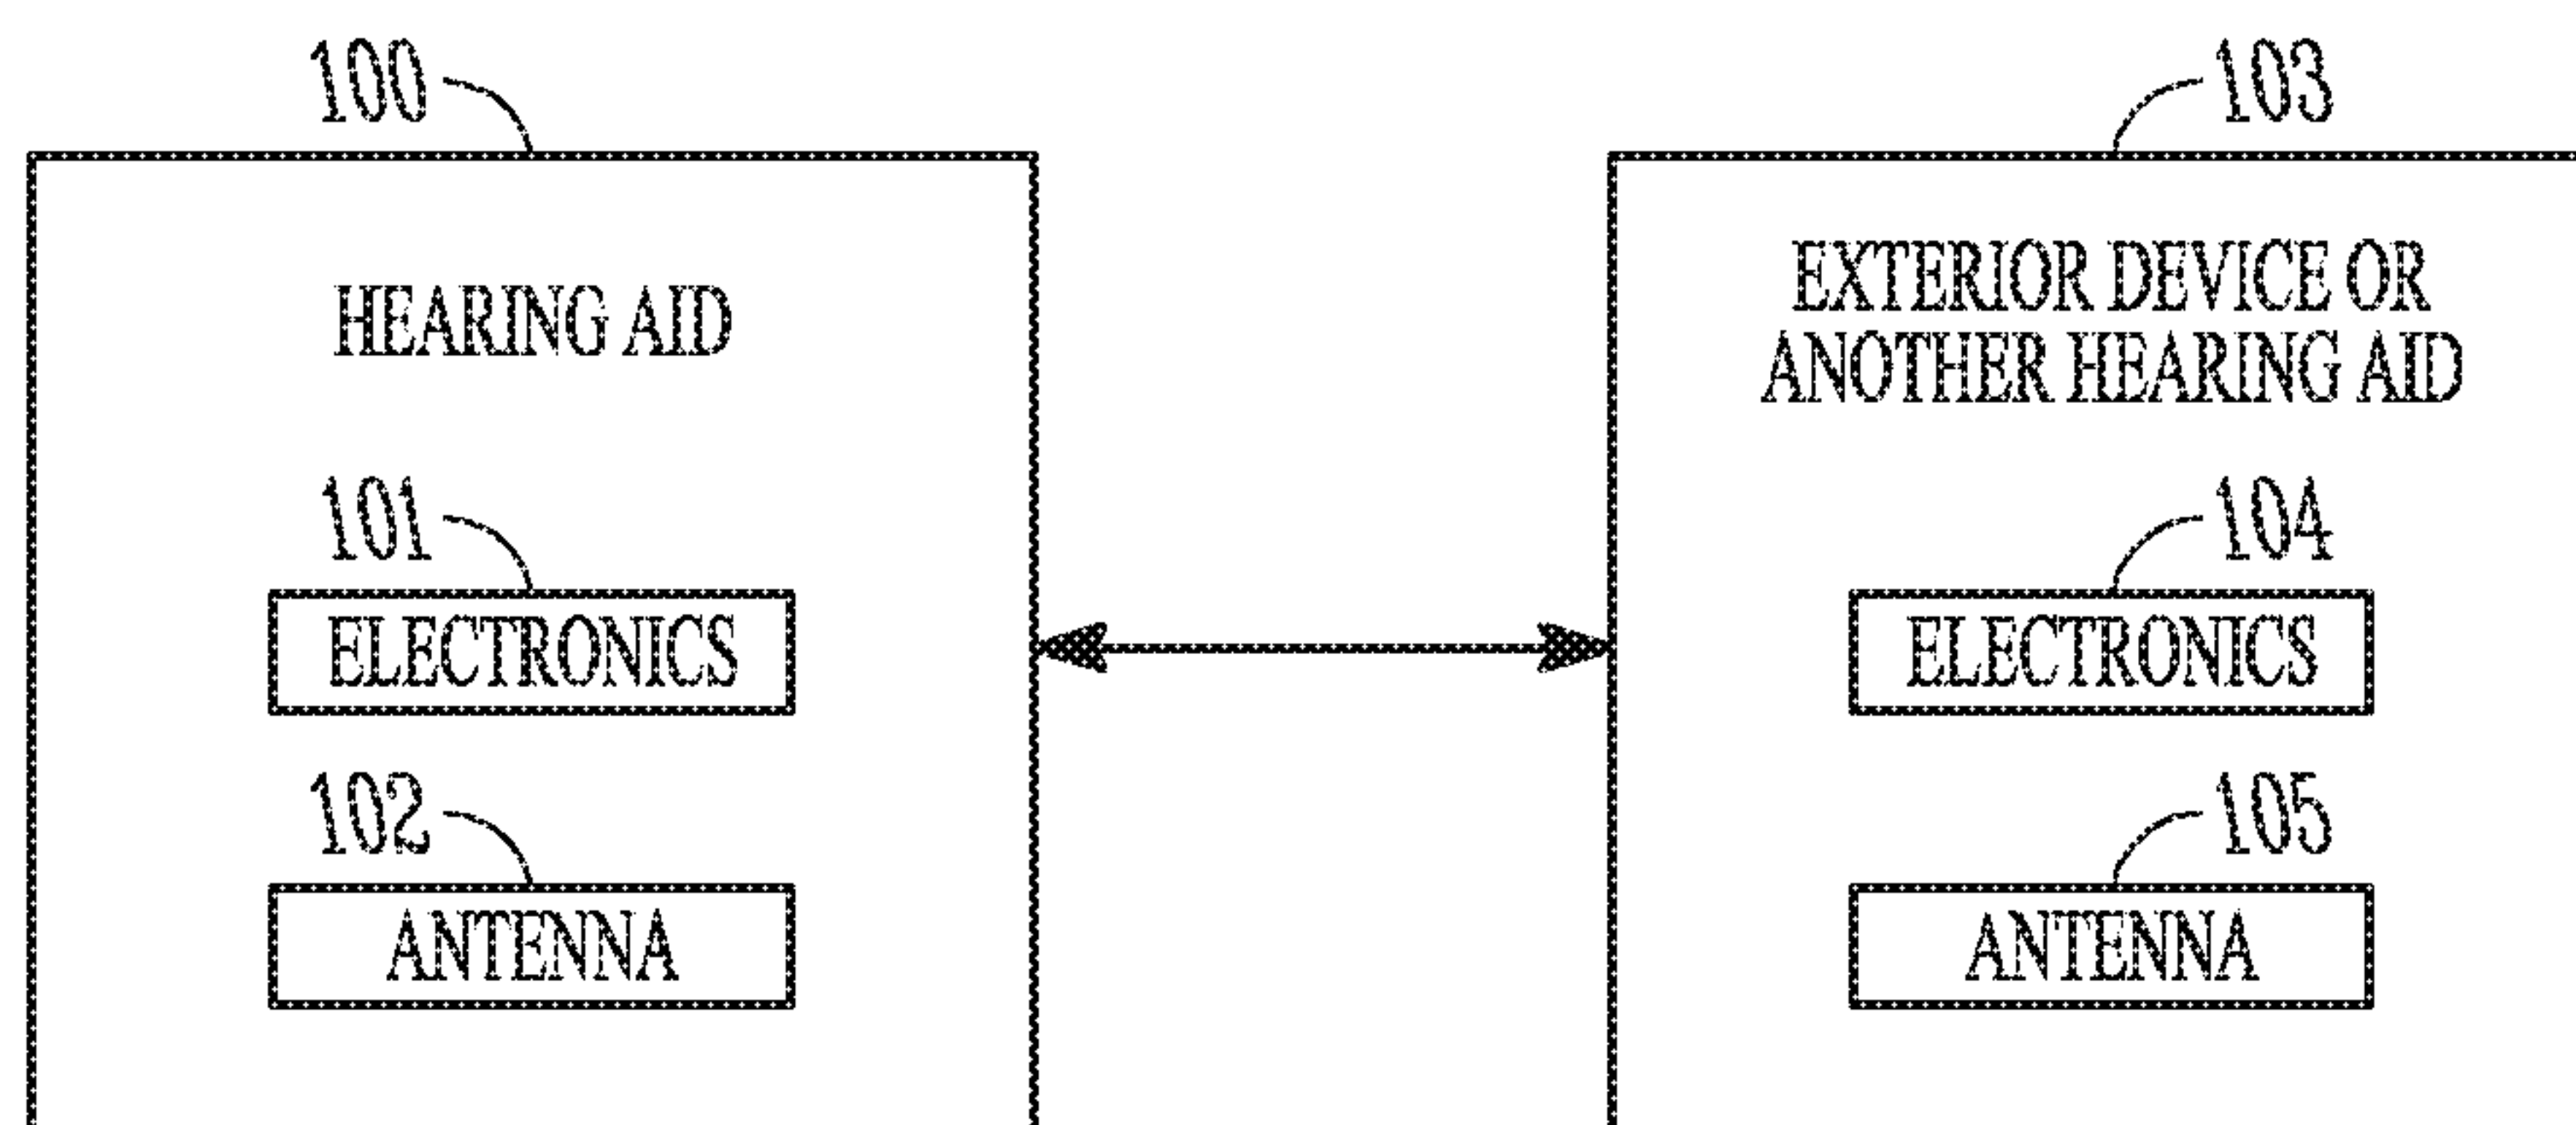 100
HEARING AID
101
ELECTRONICS
102
ANTENNA
103
EXTERIOR DEVICE OR
ANOTHER HEARING AID
104
ELECTRONICS
105
ANTENNA